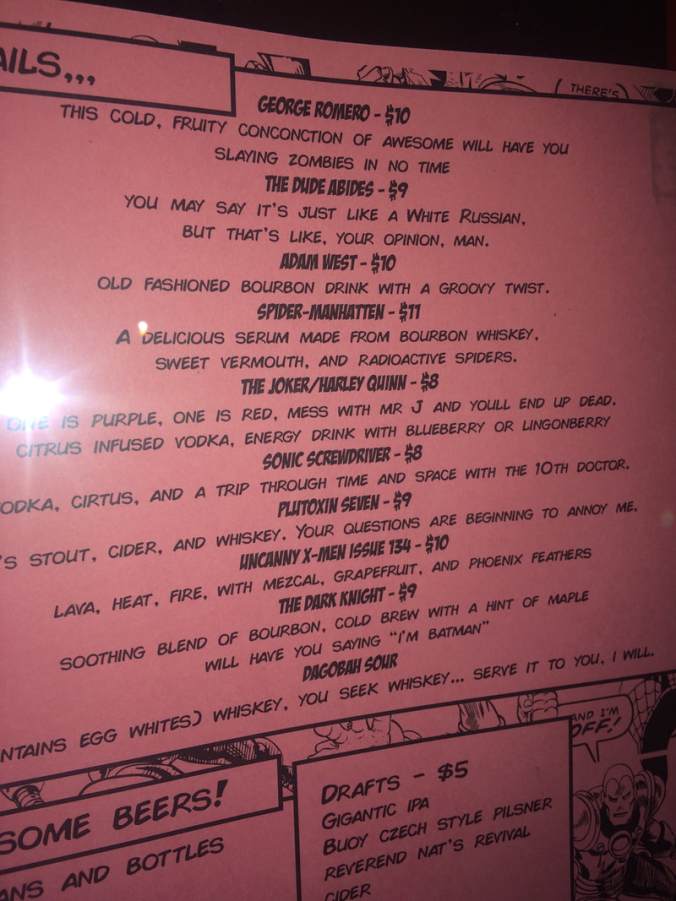 AILS...
THERE'S
GEORGE ROMERO - $10
THIS COLD, FRUITY CONCONCTION OF AWESOME WILL HAVE YOU
SLAYING ZOMBIES IN NO TIME
THE DUDE ABIDES - $9
YOU MAY SAY IT'S JUST LIKE A WHITE RUSSIAN,
BUT THAT'S LIKE, YOUR OPINION, MAN.
ADAM WEST - $10
OLD FASHIONED BOURBON DRINK WITH A GROOVY TWIST.
SPIDER-MANHATTEN - $11
A DELICIOUS SERUM MADE FROM BOURBON WHISKEY,
SWEET VERMOUTH, AND RADIOACTIVE SPIDERS.
THE JOKER/HARLEY QUINN - $8
ONE IS PURPLE, ONE IS RED, MESS WITH MR J AND YOULL END UP DEAD.
CITRUS INFUSED VODKA, ENERGY DRINK WITH BLUEBERRY OR LINGONBERRY
SONIC SCREWDRIVER - $8
ODKA, CIRTUS, AND A TRIP THROUGH TIME AND SPACE WITH THE 10TH DOCTOR.
PLUTOXIN SEVEN - $9
'S STOUT, CIDER, AND WHISKEY. YOUR QUESTIONS ARE BEGINNING TO ANNOY ME.
UNCANNY X-MEN ISSUE 134 - $10
LAVA, HEAT, FIRE, WITH MEZCAL, GRAPEFRUIT, AND PHOENIX FEATHERS
THE DARK KNIGHT - $9
SOOTHING BLEND OF BOURBON, COLD BREW WITH A HINT OF MAPLE
WILL HAVE YOU SAYING "I'M BATMAN"
DAGOBAH SOUR
NTAINS EGG WHITES) WHISKEY, YOU SEEK WHISKEY... SERVE IT TO YOU, I WILL.
AND I'M
OFF!
SOME BEERS!
ANS AND BOTTLES
DRAFTS - $5
GIGANTIC IPA
BUOY CZECH STYLE PILSNER
REVEREND NAT'S REVIVAL
CIDER